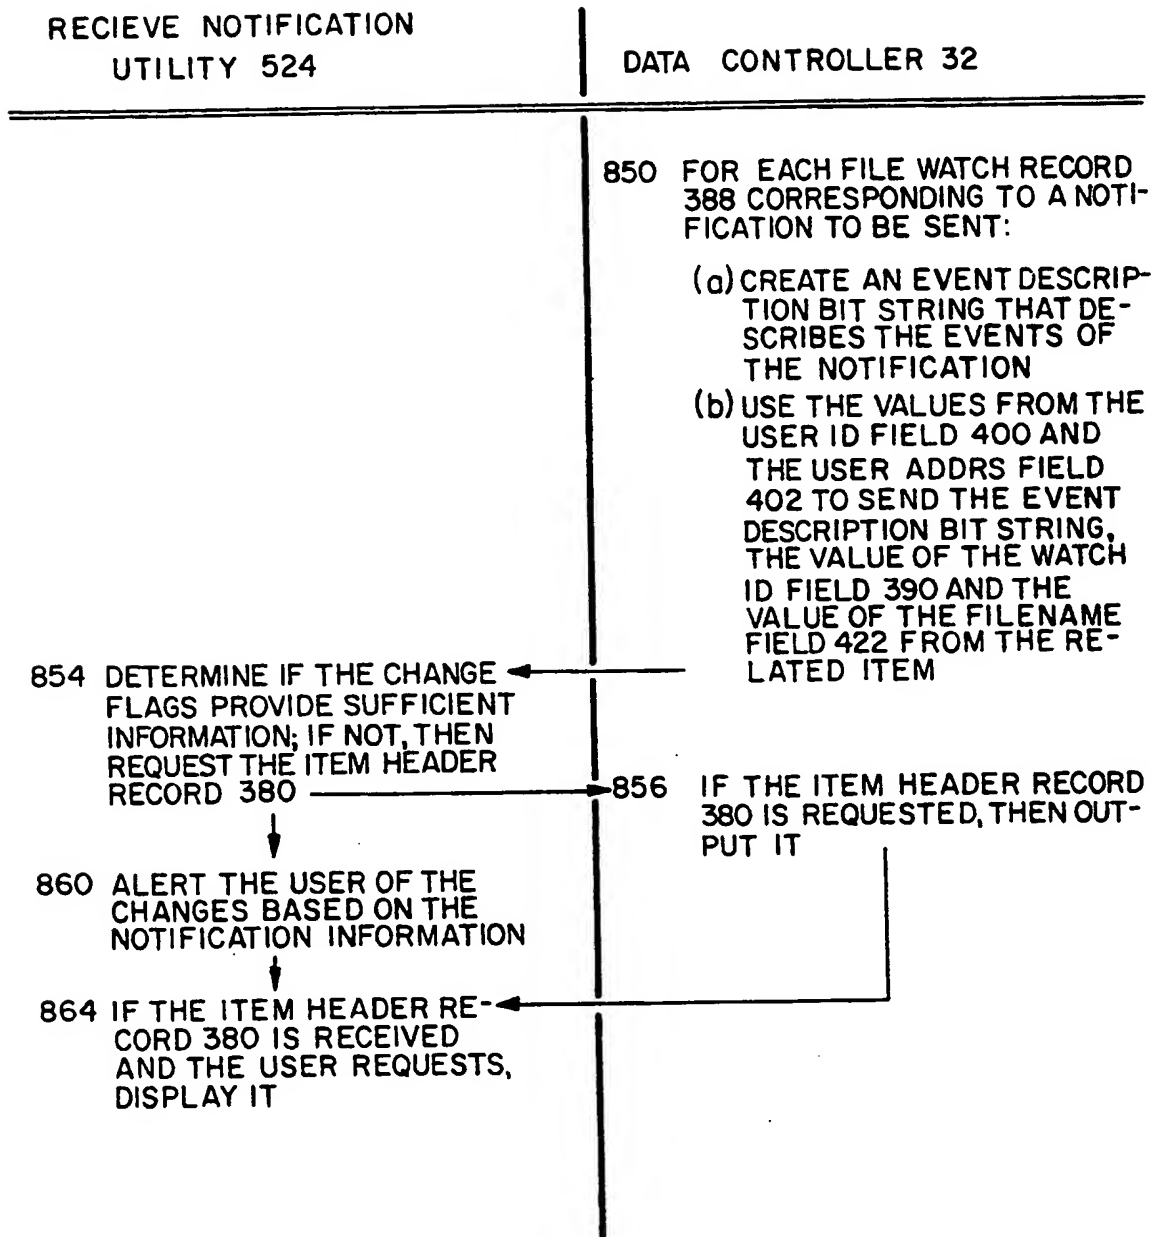 RECIEVE NOTIFICATION
UTILITY 524
DATA CONTROLLER 32
850 FOR EACH FILE WATCH RECORD
388 CORRESPONDING TO A NOTI-
FICATION TO BE SENT:
(a) CREATE AN EVENT DESCRIP-
TION BIT STRING THAT DE-
SCRIBES THE EVENTS OF
THE NOTIFICATION
(b) USE THE VALUES FROM THE
USER ID FIELD 400 AND
THE USER ADDRS FIELD
402 TO SEND THE EVENT
DESCRIPTION BIT STRING,
THE VALUE OF THE WATCH
ID FIELD 390 AND THE
VALUE OF THE FILENAME
FIELD 422 FROM THE RE-
LATED ITEM
854 DETERMINE IF THE CHANGE
FLAGS PROVIDE SUFFICIENT
INFORMATION; IF NOT, THEN
REQUEST THE ITEM HEADER
RECORD 380
856 IF THE ITEM HEADER RECORD
380 IS REQUESTED, THEN OUT-
PUT IT
860 ALERT THE USER OF THE
CHANGES BASED ON THE
NOTIFICATION INFORMATION
864 IF THE ITEM HEADER RE-
CORD 380 IS RECEIVED
AND THE USER REQUESTS,
DISPLAY IT